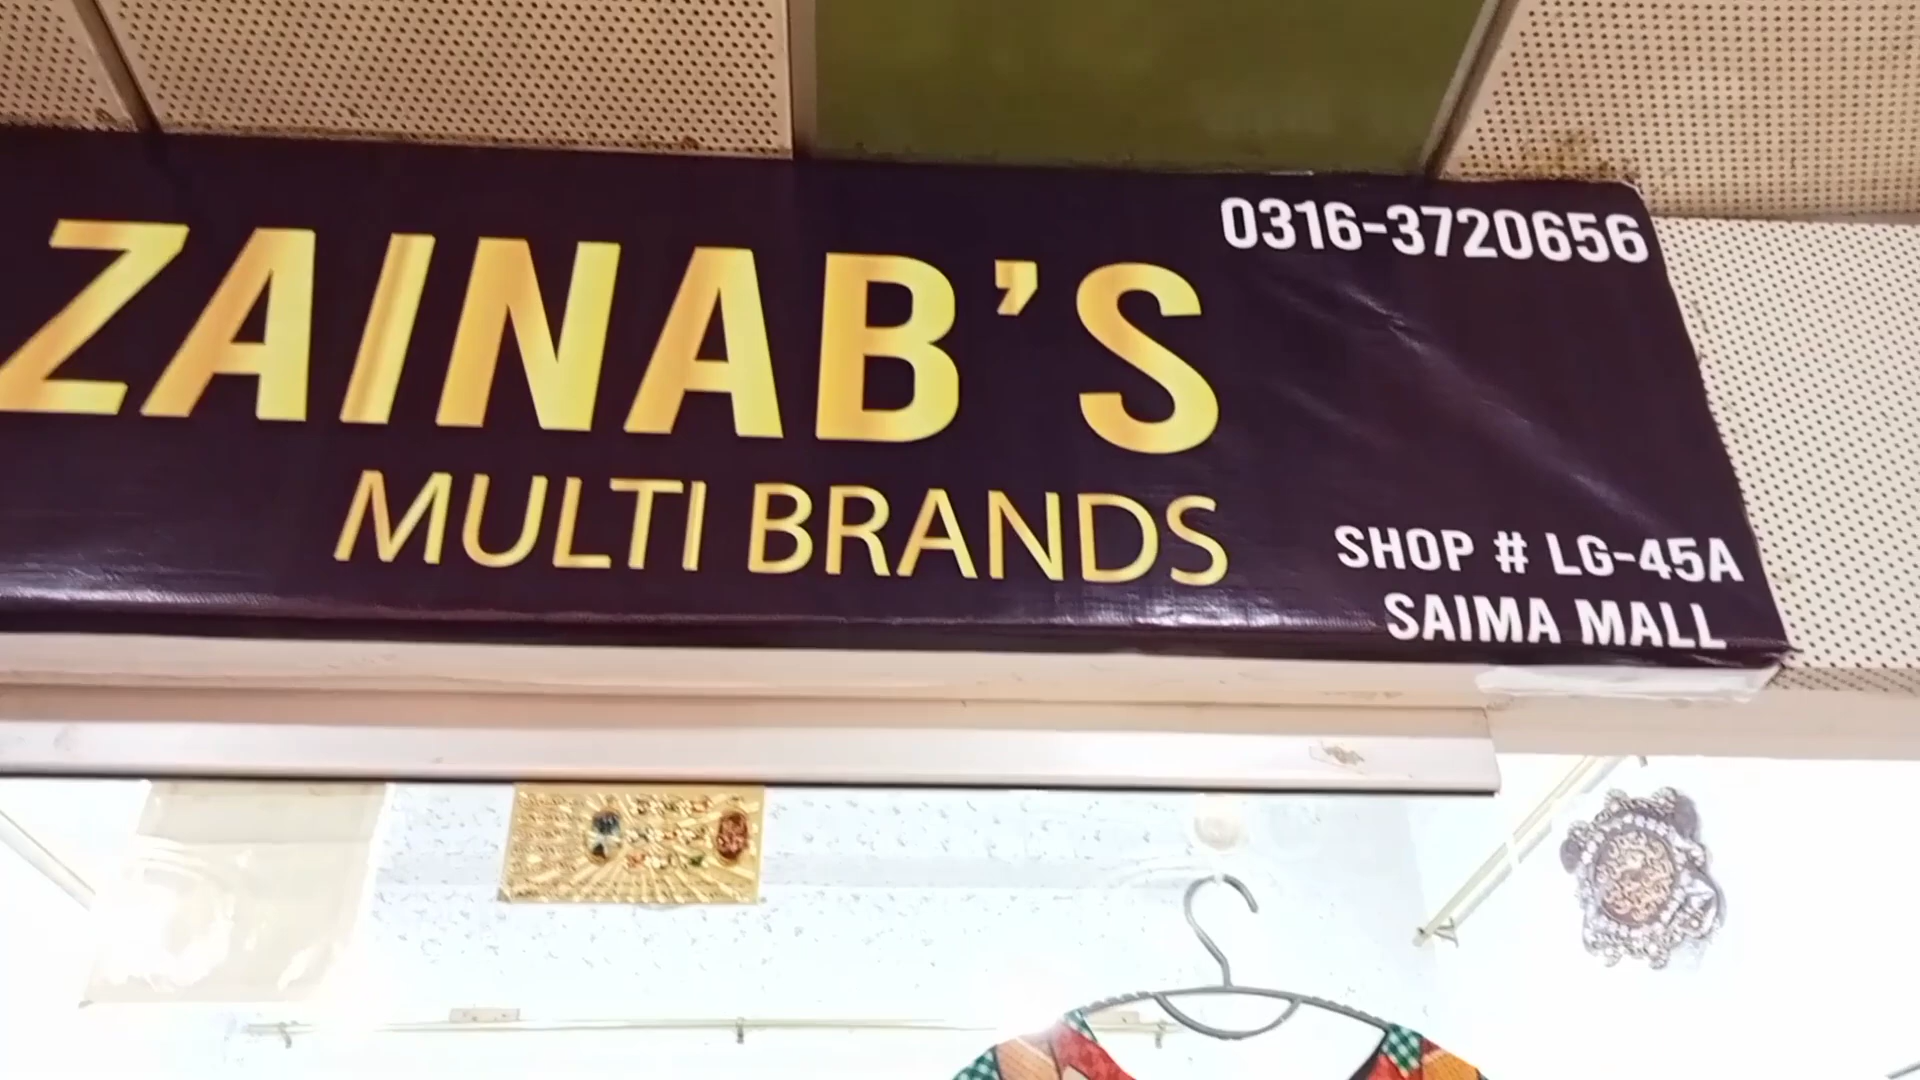 ZAINAB'S
MULTI BRANDS
0316-3720656
SHOP # LG-45A
SAIMA MALL